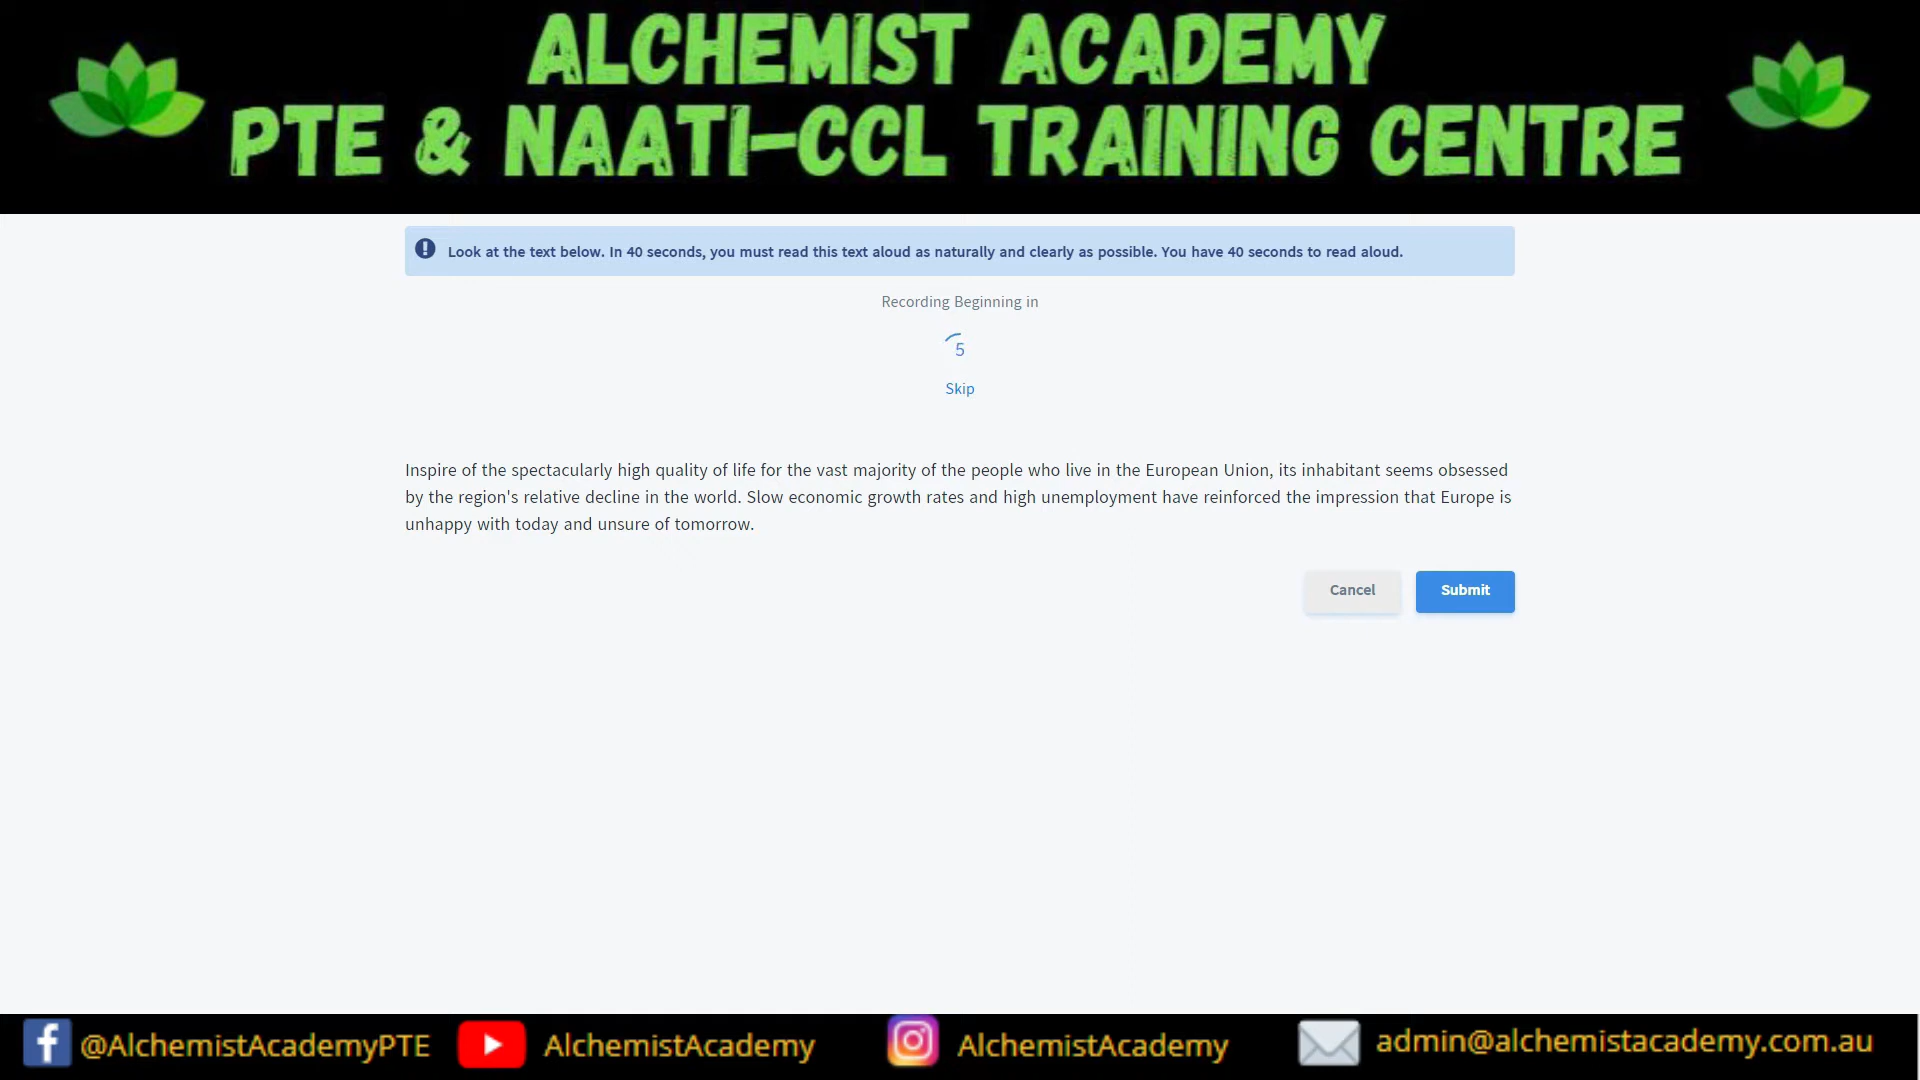 ALCHEMIST ACADEMY
PTE & NAATI-CCL TRAINING CENTRE
Look at the text below. In 40 seconds, you must read this text aloud as naturally and clearly as possible. You have 40 seconds to read aloud.
Recording Beginning in
5
Skip
Inspire of the spectacularly high quality of life for the vast majority of the people who live in the European Union, its inhabitant seems obsessed
by the region's relative decline in the world. Slow economic growth rates and high unemployment have reinforced the impression that Europe is
unhappy with today and unsure of tomorrow.
Cancel Submit
@AlchemistAcademyPTE AlchemistAcademy AlchemistAcademy admin@alchemistacademy.com.au